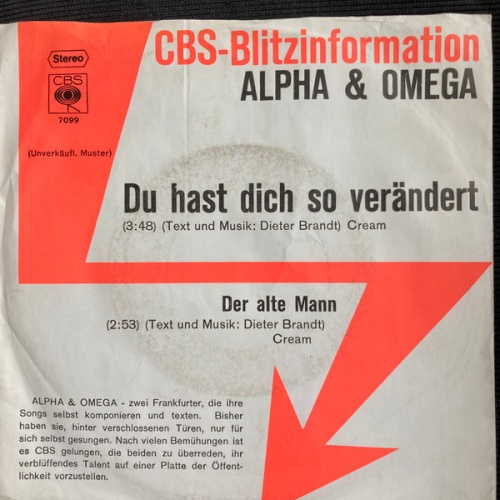 CBS-Blitzinformation
ALPHA & OMEGA
Stereo
CBS
7099
(Unverkäufl, Muster)
Du hast dich so verändert
(3:48) (Text und Musik: Dieter Brandt) Cream
Der alte Mann
(2:53) (Text und Musik: Dieter Brandt)
Cream
ALPHA & OMEGA - zwei Frankfurter, die ihre
Songs selbst komponieren und texten. Bisher
haben sie, hinter verschlossenen Türen, nur für
sich selbst gesungen. Nach vielen Bemühungen ist
es CBS gelungen, die beiden zu überreden, ihr
verblüffendes Talent auf einer Platte der Öffent-
lichkeit vorzustellen.